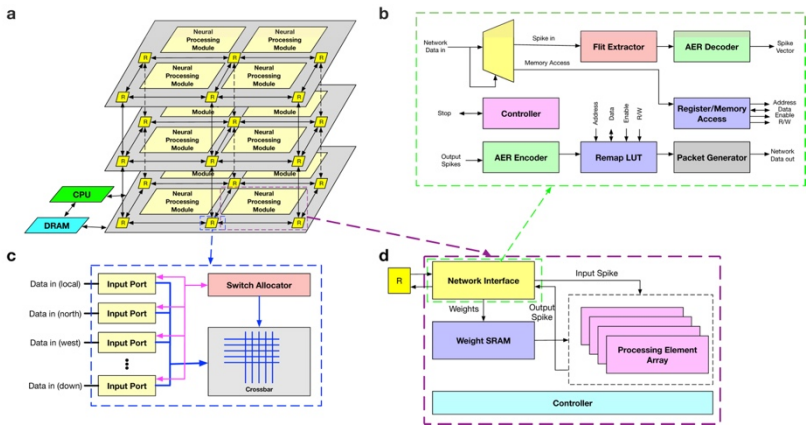 a
Neural
Processing
Module
Neural
Processing
Module
R
R
R
Neural
Processing
Module
Neural
Processing
Module
R
R
R
Module
Module
R
R
R
Neural
Processing
Module
Neural
Processing
Module
R
R
R
Module
Module
R
R
R
Neural
Processing
Module
Neural
Processing
Module
R
R
R
CPU
DRAM
b
Network
Data in
Spike in
Memory Access
Flit Extractor
AER Decoder
Spike
Vector
Stop
Controller
Address
Data
Enable
R/W
Register/Memory
Access
Address
Data
Enable
R/W
Output
Spikes
AER Encoder
Remap LUT
Packet Generator
Network
Data out
c
Data in (local)
Input Port
Switch Allocator
Data in (north)
Input Port
Data in (west)
Input Port
Data in (down)
Input Port
Crossbar
d
R
Network Interface
Input Spike
Weights
Output
Spike
Weight SRAM
Processing Element
Array
Controller